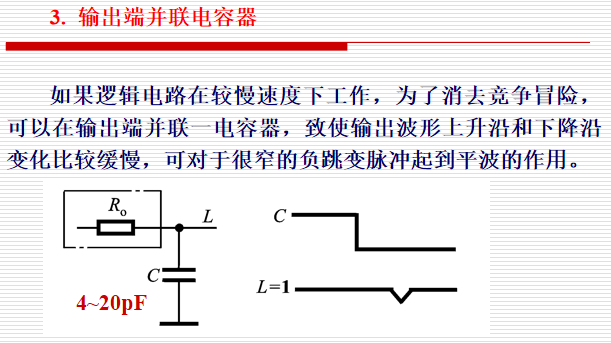 3. 输出端并联电容器
如果逻辑电路在较慢速度下工作，为了消去竞争冒险，
可以在输出端并联一电容器，致使输出波形上升沿和下降沿
变化比较缓慢，可对于很窄的负跳变脉冲起到平波的作用。
Ro
L
C
4~20pF
C
L=1